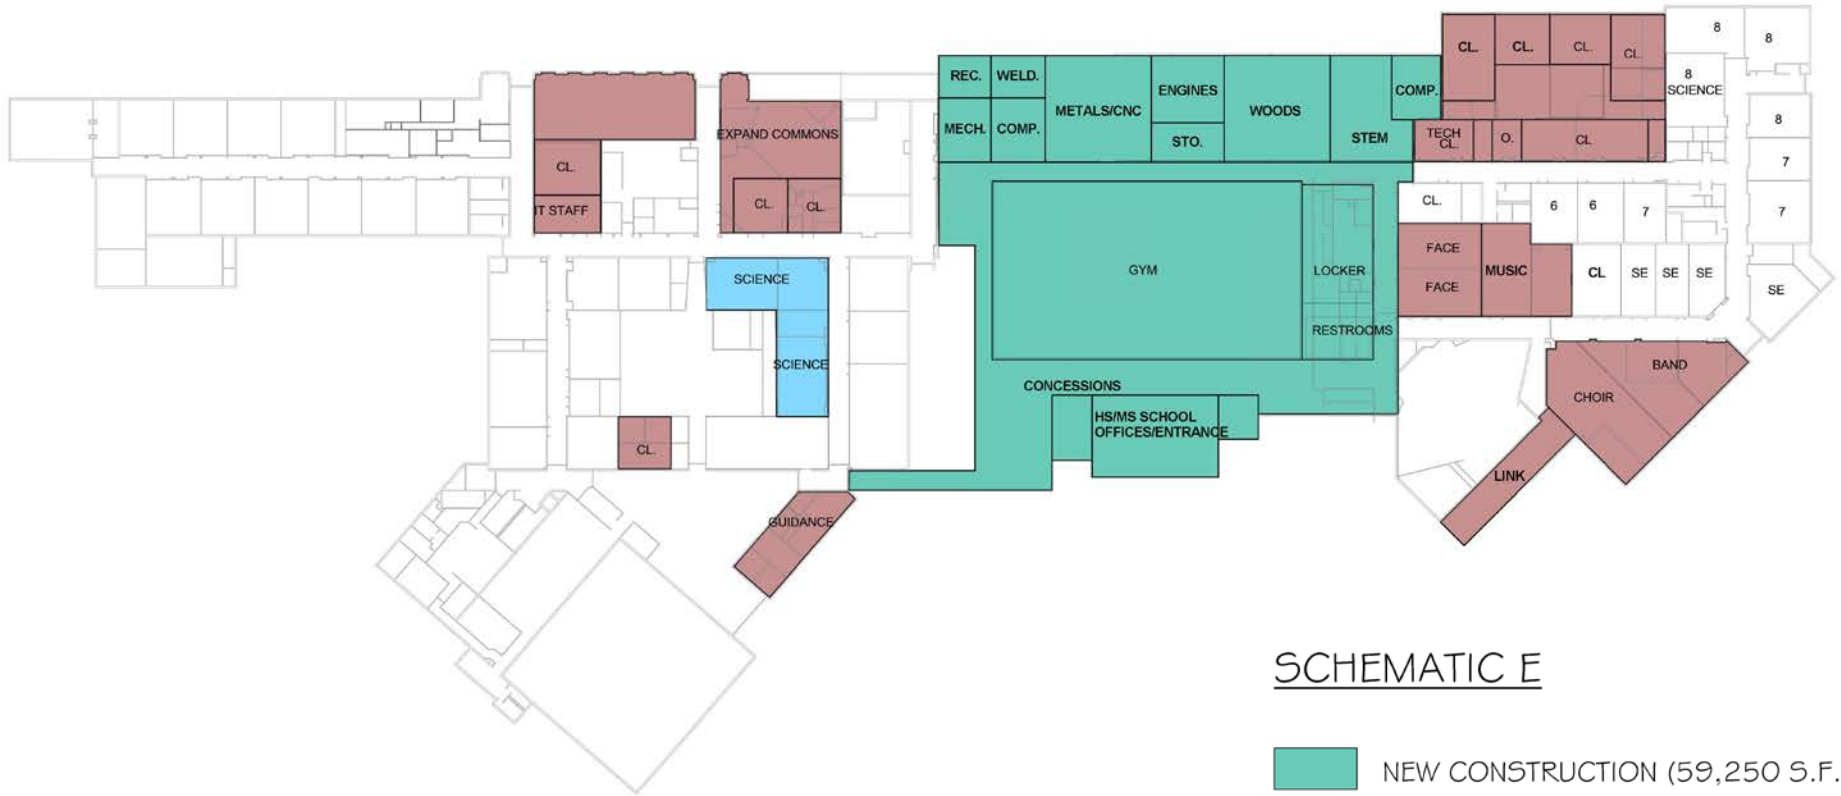 CL.
CL.
CL.
CL.
8
8
REC.
WELD.
METALS/CNC
ENGINES
WOODS
COMP.
8
SCIENCE
MECH.
COMP.
STO.
STEM
TECH
CL.
O.
CL.
8
7
EXPAND COMMONS
CL.
IT STAFF
CL.
CL.
CL.
6
6
7
7
GYM
LOCKER
RESTROOMS
FACE
FACE
MUSIC
CL
SE
SE
SE
SE
SCIENCE
SCIENCE
CONCESSIONS
HS/MS SCHOOL
OFFICES/ENTRANCE
BAND
CHOIR
LINK
CL.
GUIDANCE
SCHEMATIC E
NEW CONSTRUCTION (59,250 S.F.